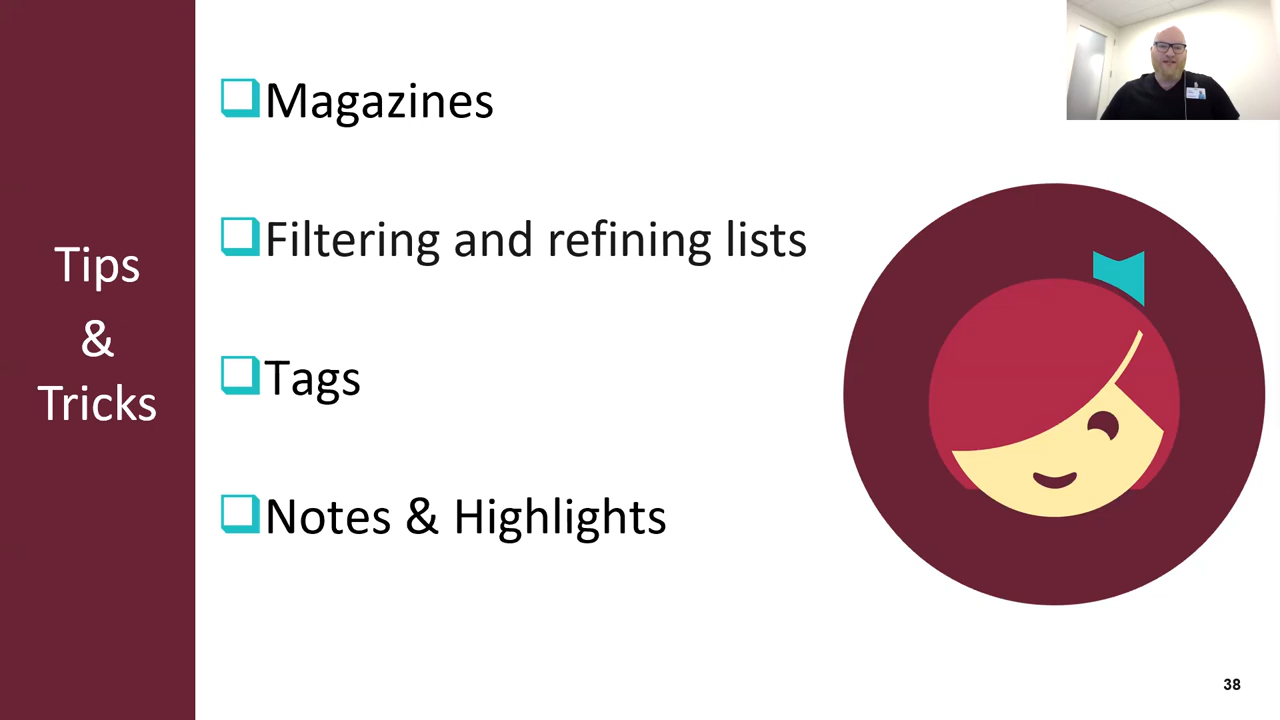 Tips
&
Tricks
Magazines
Filtering and refining lists
Tags
Notes & Highlights
38